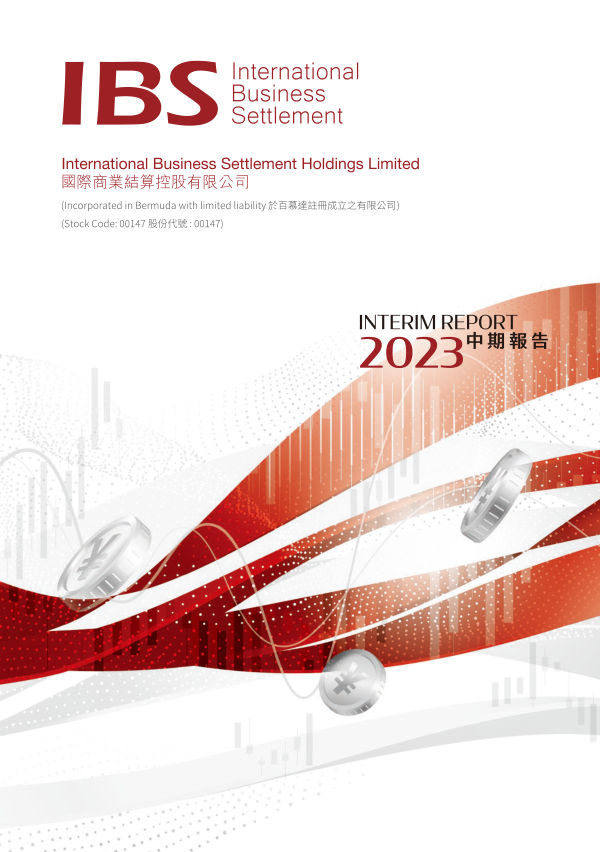 IBS International
Business
Settlement
International Business Settlement Holdings Limited
國際商業結算控股有限公司
(Incorporated in Bermuda with limited liability 於百慕達註冊成立之有限公司)
(Stock Code: 00147 股份代號 : 00147)
INTERIM REPORT
2023 中期報告
¥
¥